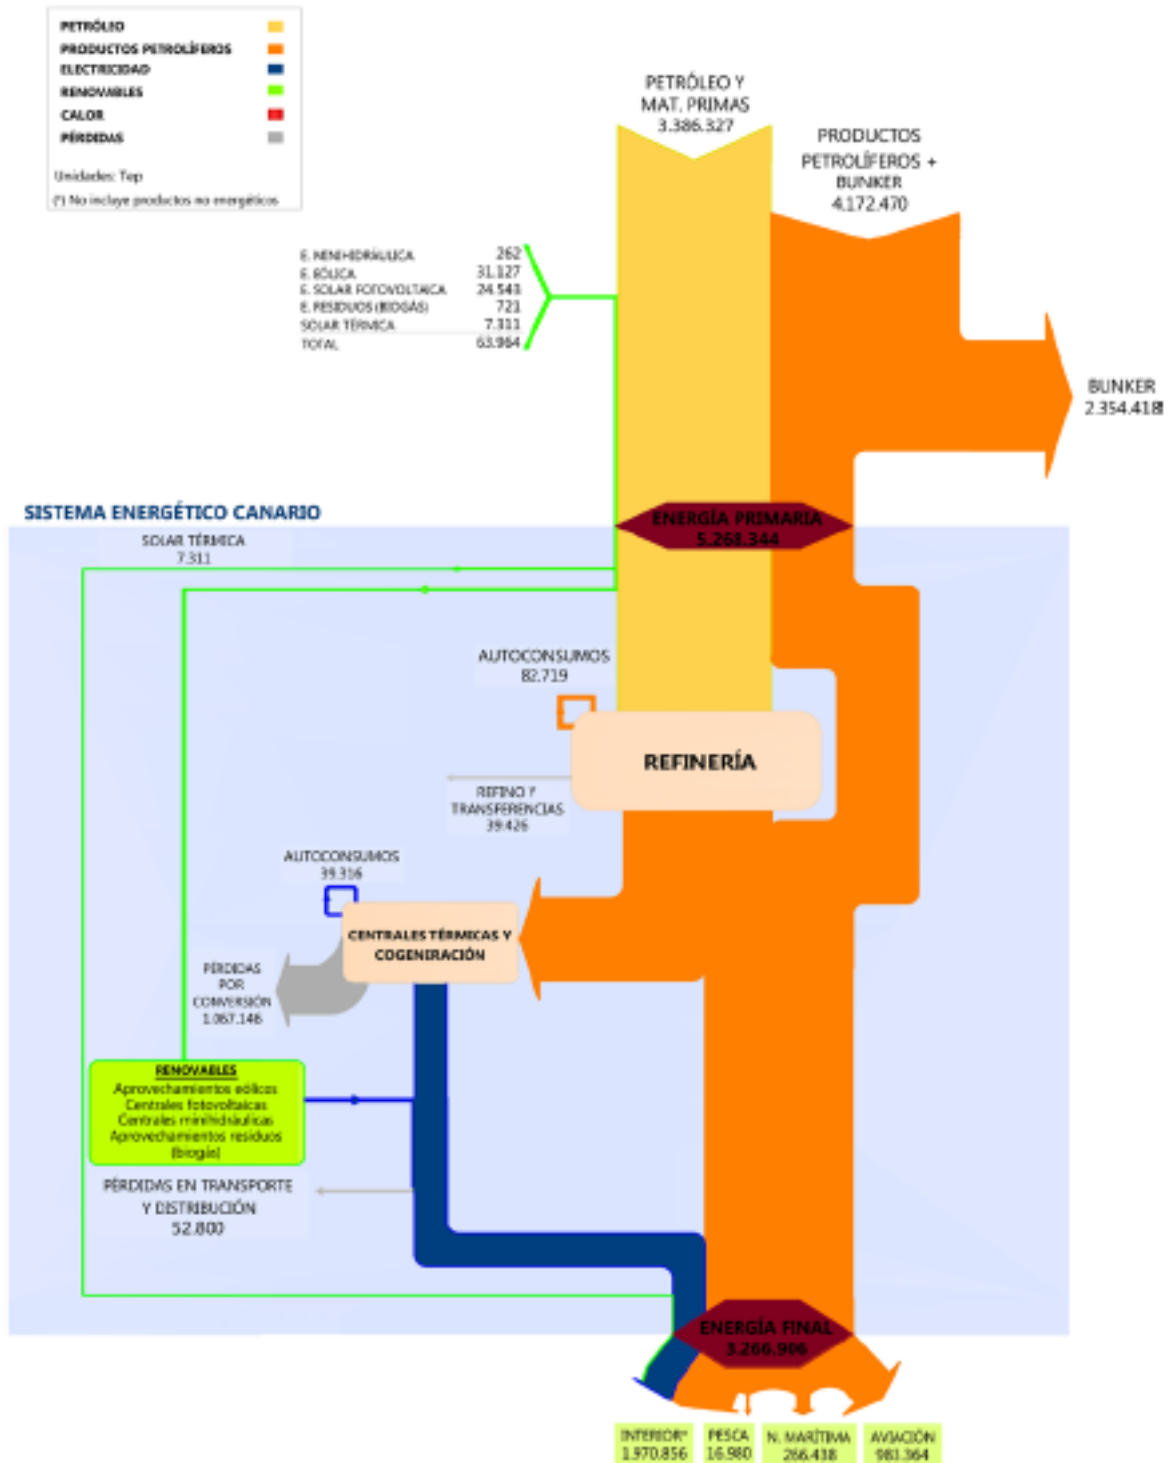 PETRÓLEO
PRODUCTOS PETROLÍFEROS
ELECTRICIDAD
RENOVABLES
CALOR
PÉRDIDAS
Unidades: Tep
(*) No incluye productos no energéticos
PETRÓLEO Y
MAT. PRIMAS
3.386.327
PRODUCTOS
PETROLÍFEROS +
BUNKER
4.172.470
E. MINIHIDRÁULICA 262
E. EÓLICA 31.127
E. SOLAR FOTOVOLTAICA 24.543
E. RESIDUOS (BIOGÁS) 721
SOLAR TÉRMICA 7.311
TOTAL 63.964
BUNKER
2.354.418
SISTEMA ENERGÉTICO CANARIO
ENERGÍA PRIMARIA
5.268.344
SOLAR TÉRMICA
7.311
AUTOCONSUMOS
82.719
REFINERÍA
REFINO Y
TRANSFERENCIAS
39.426
AUTOCONSUMOS
39.316
CENTRALES TÉRMICAS Y
COGENIRACIÓN
PÉRDIDAS
POR
CONVERSIÓN
1.067.146
RENOVABLES
Aprovechamientos eólicos
Centrales fotovoltaicas
Centrales minihidráulicas
Aprovechamientos residuos
(biogás)
PÉRDIDAS EN TRANSPORTE
Y DISTRIBUCIÓN
52.800
ENERGÍA FINAL
3.266.906
INTERIOR* PESCA N. MARÍTIMA AVIACIÓN
1.970.856 16.980 266.438 983.364